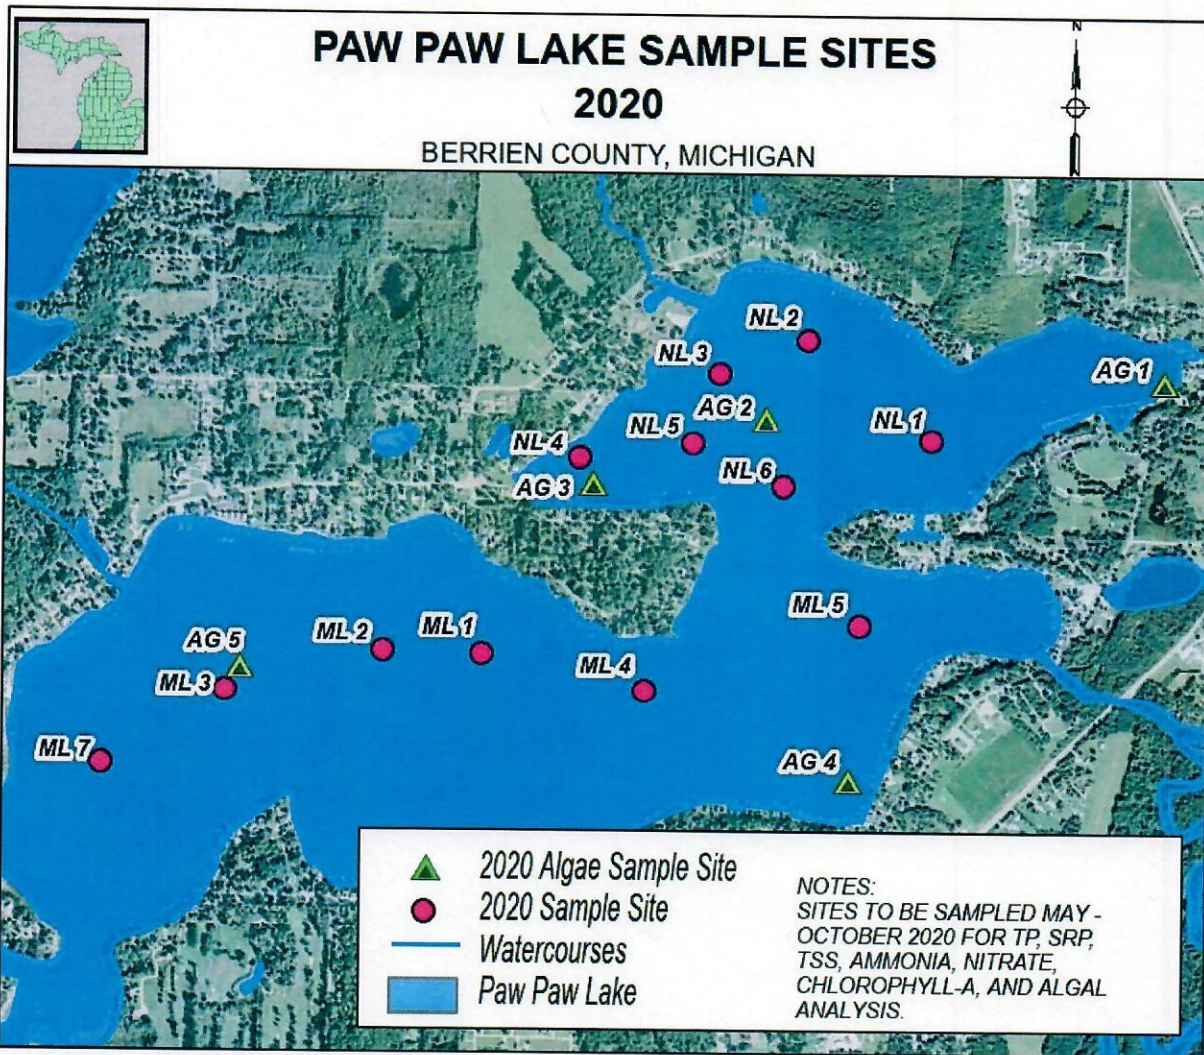 PAW PAW LAKE SAMPLE SITES
2020
BERRIEN COUNTY, MICHIGAN
N
NL 2
NL 3
AG 1
AG 2
NL 5
NL 1
NL 4
NL 6
AG 3
ML 5
ML 2
ML 1
AG 5
ML 4
ML 3
ML 7
AG 4
2020 Algae Sample Site
2020 Sample Site
Watercourses
Paw Paw Lake
NOTES:
SITES TO BE SAMPLED MAY -
OCTOBER 2020 FOR TP, SRP,
TSS, AMMONIA, NITRATE,
CHLOROPHYLL-A, AND ALGAL
ANALYSIS.